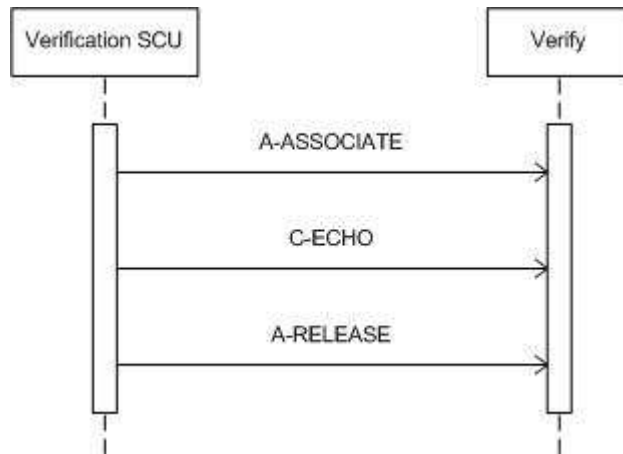 Verification SCU
Verify
A-ASSOCIATE
C-ECHO
A-RELEASE